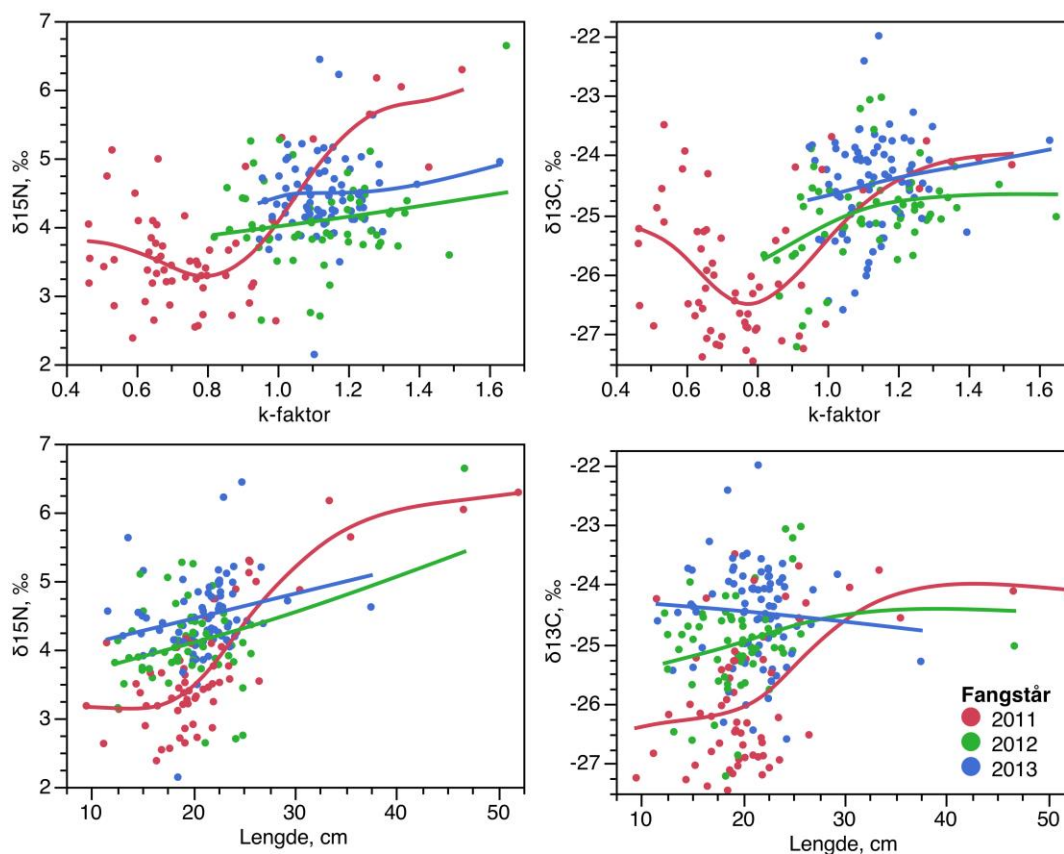 7
6
5
4
3
2
δ15N, ‰
0.4 0.6 0.8 1.0 1.2 1.4 1.6
k-faktor
-22
-23
-24
-25
-26
-27
δ13C, ‰
0.4 0.6 0.8 1.0 1.2 1.4 1.6
k-faktor
7
6
5
4
3
2
δ15N, ‰
10 20 30 40 50
Lengde, cm
-22
-23
-24
-25
-26
-27
δ13C, ‰
10 20 30 40 50
Lengde, cm
Fangstår
2011
2012
2013